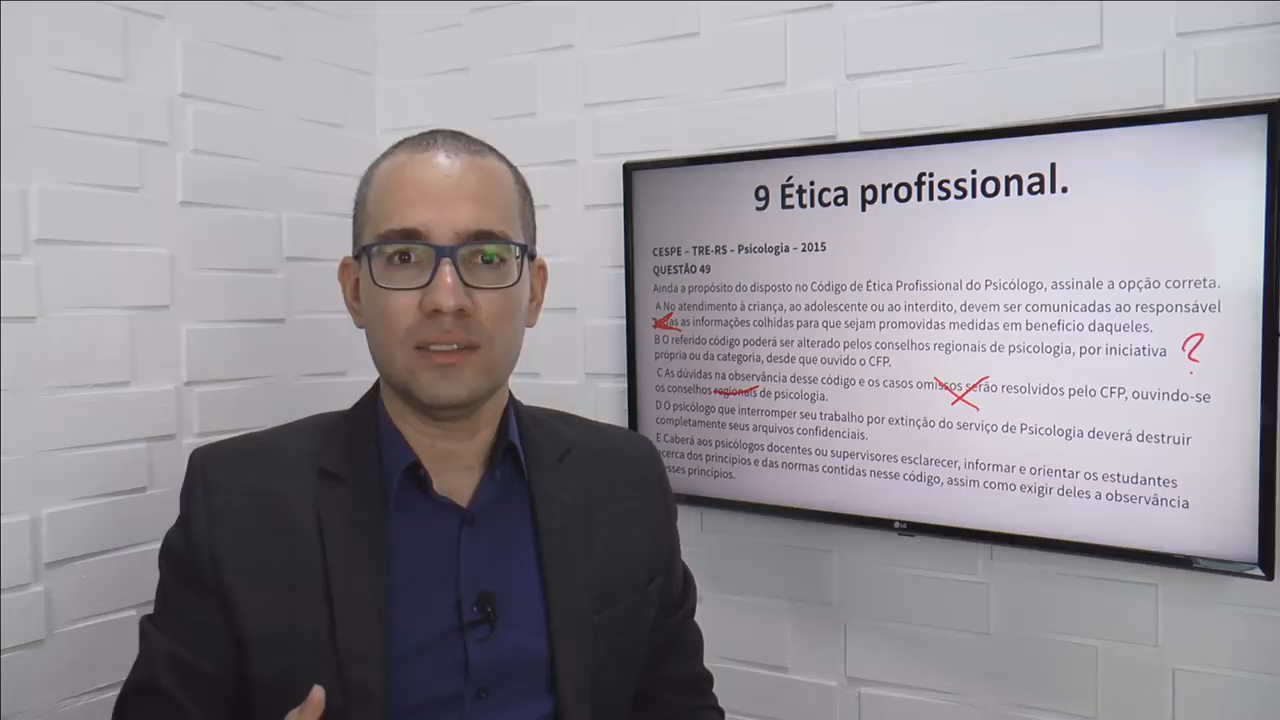 9 Ética profissional.
CESPE – TRE-RS – Psicologia – 2015
QUESTÃO 49
Ainda a propósito do disposto no Código de Ética Profissional do Psicólogo, assinale a opção correta.
A No atendimento à criança, ao adolescente ou ao interdito, devem ser comunicadas ao responsável
as informações colhidas para que sejam promovidas medidas em benefício daqueles.
B O referido código poderá ser alterado pelos conselhos regionais de psicologia, por iniciativa ?
própria ou da categoria, desde que ouvido o CFP.
C As dúvidas na observância desse código e os casos omissos serão resolvidos pelo CFP, ouvindo-se
os conselhos regionais de psicologia.
D O psicólogo que interromper seu trabalho por extinção do serviço de Psicologia deverá destruir
completamente seus arquivos confidenciais.
E Caberá aos psicólogos docentes ou supervisores esclarecer, informar e orientar os estudantes
acerca dos princípios e das normas contidas nesse código, assim como exigir deles a observância
princípios.
LG